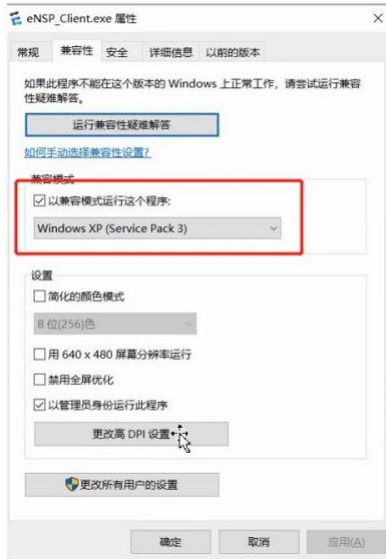 eNSP_Client.exe 属性
常规 兼容性 安全 详细信息 以前的版本
如果此程序不能在这个版本的 Windows 上正常工作，请尝试运行兼容
性疑难解答。
运行兼容性疑难解答
如何手动选择兼容性设置?
兼容模式
以兼容模式运行这个程序:
Windows XP (Service Pack 3)
设置
简化的颜色模式
8 位(256)色
用 640 x 480 屏幕分辨率运行
禁用全屏优化
以管理员身份运行此程序
更改高 DPI 设置
更改所有用户的设置
确定 取消 应用(A)